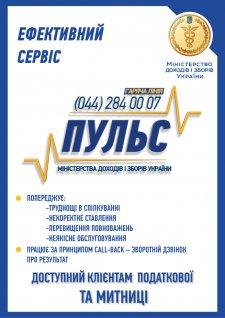 ЕФЕКТИВНИЙ
СЕРВІС
МІНІСТЕРСТВО
ДОХОДІВ І ЗБОРІВ
УКРАЇНИ
ГАРЯЧА ЛІНІЯ
(044) 284 00 07
ПУЛЬС
МІНІСТЕРСТВА ДОХОДІВ І ЗБОРІВ УКРАЇНИ
ПОПЕРЕДЖУЄ:
-ТРУДНОЩІ В СПІЛКУВАННІ
-НЕКОРЕКТНЕ СТАВЛЕННЯ
-ПЕРЕВИЩЕННЯ ПОВНОВАЖЕНЬ
-НЕЯКІСНЕ ОБСЛУГОВУВАННЯ
ПРАЦЮЄ ЗА ПРИНЦИПОМ CALL-BACK – ЗВОРОТНІЙ ДЗВІНОК
ПРО РЕЗУЛЬТАТ
ДОСТУПНИЙ КЛІЄНТАМ ПОДАТКОВОЇ
ТА МИТНИЦІ